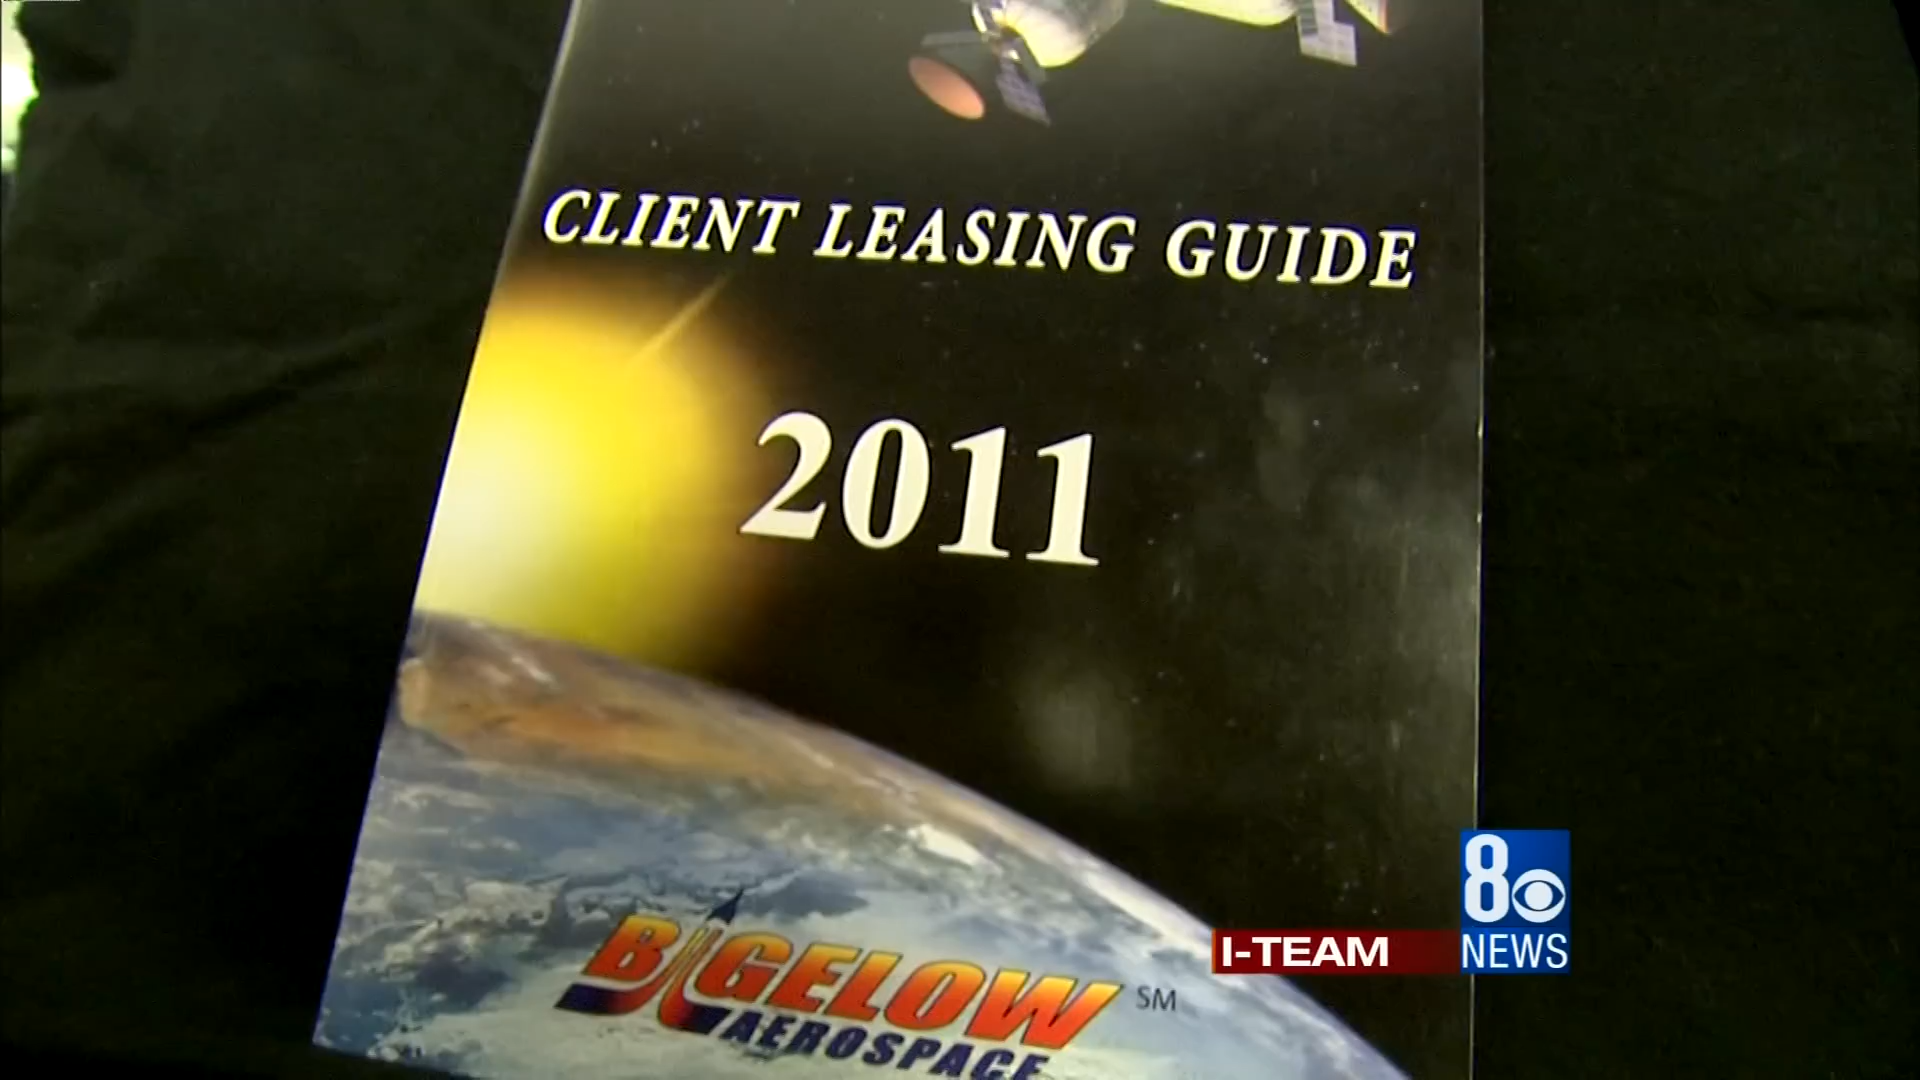 CLIENT LEASING GUIDE
2011
BIGELOW SM
AEROSPACE
I-TEAM
8
NEWS